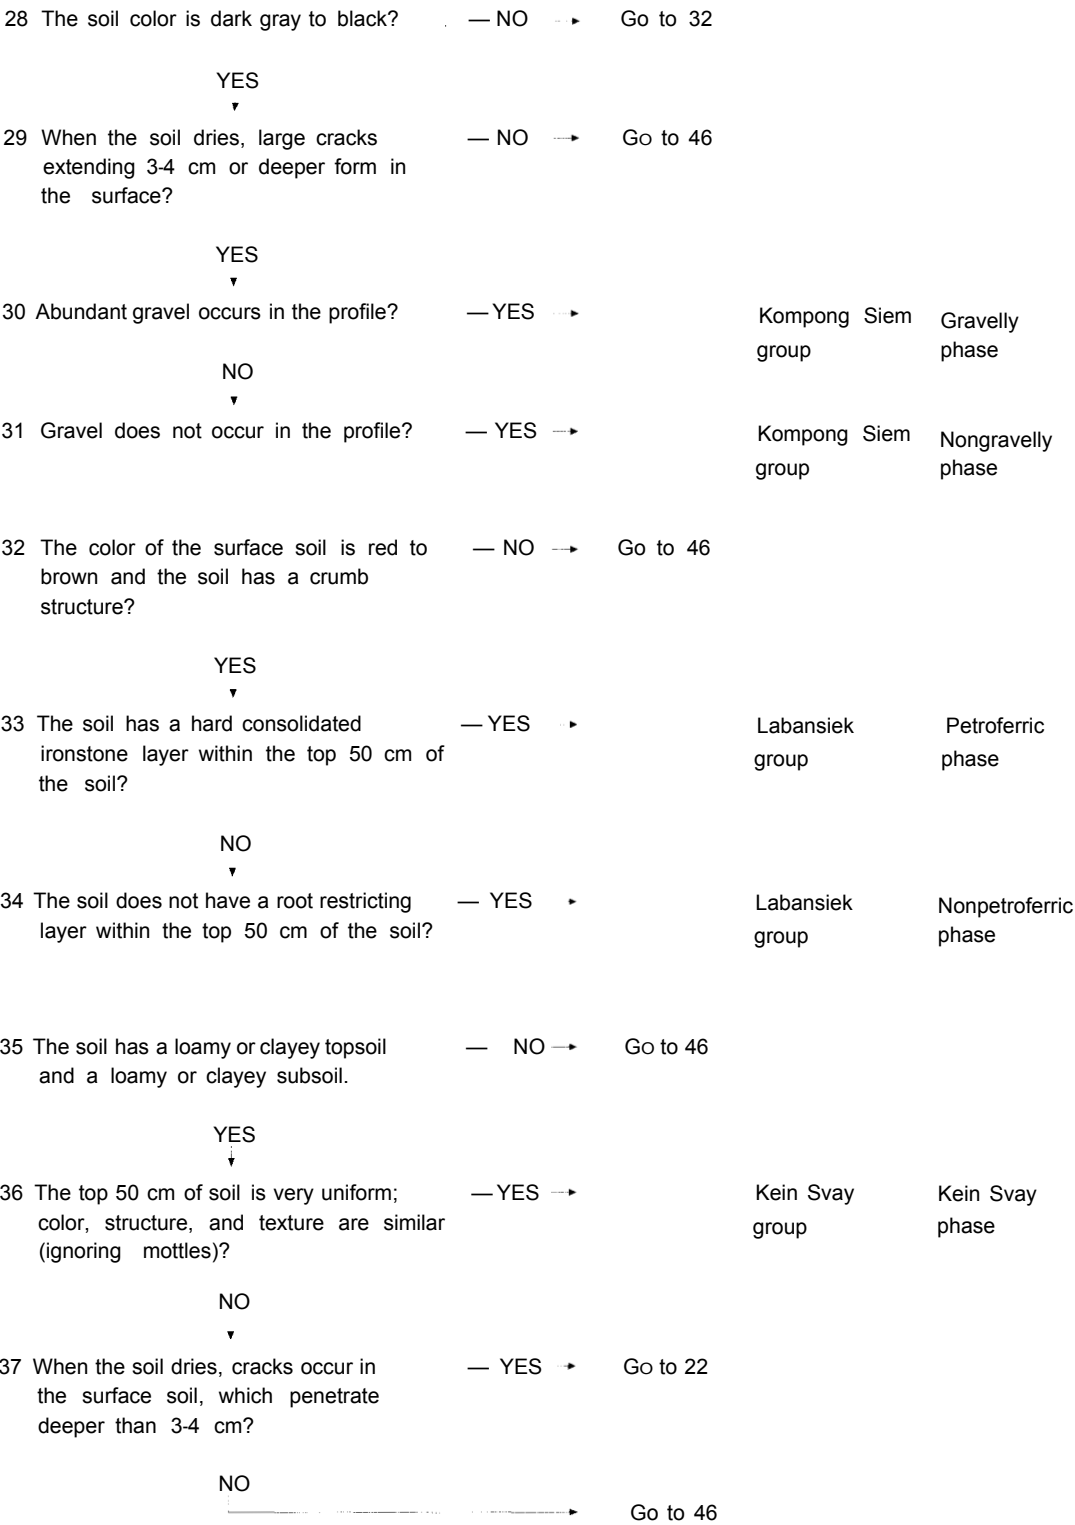 28 The soil color is dark gray to black? — NO Go to 32
YES
29 When the soil dries, large cracks — NO Go to 46
extending 3-4 cm or deeper form in
the surface?
YES
30 Abundant gravel occurs in the profile? — YES Kompong Siem Gravelly
group phase
NO
31 Gravel does not occur in the profile? — YES Kompong Siem Nongravelly
group phase
32 The color of the surface soil is red to — NO Go to 46
brown and the soil has a crumb
structure?
YES
33 The soil has a hard consolidated — YES Labansiek Petroferric
ironstone layer within the top 50 cm of group phase
the soil?
NO
34 The soil does not have a root restricting — YES Labansiek Nonpetroferric
layer within the top 50 cm of the soil? group phase
35 The soil has a loamy or clayey topsoil — NO Go to 46
and a loamy or clayey subsoil.
YES
36 The top 50 cm of soil is very uniform; — YES Kein Svay Kein Svay
color, structure, and texture are similar group phase
(ignoring mottles)?
NO
37 When the soil dries, cracks occur in — YES Go to 22
the surface soil, which penetrate
deeper than 3-4 cm?
NO
Go to 46